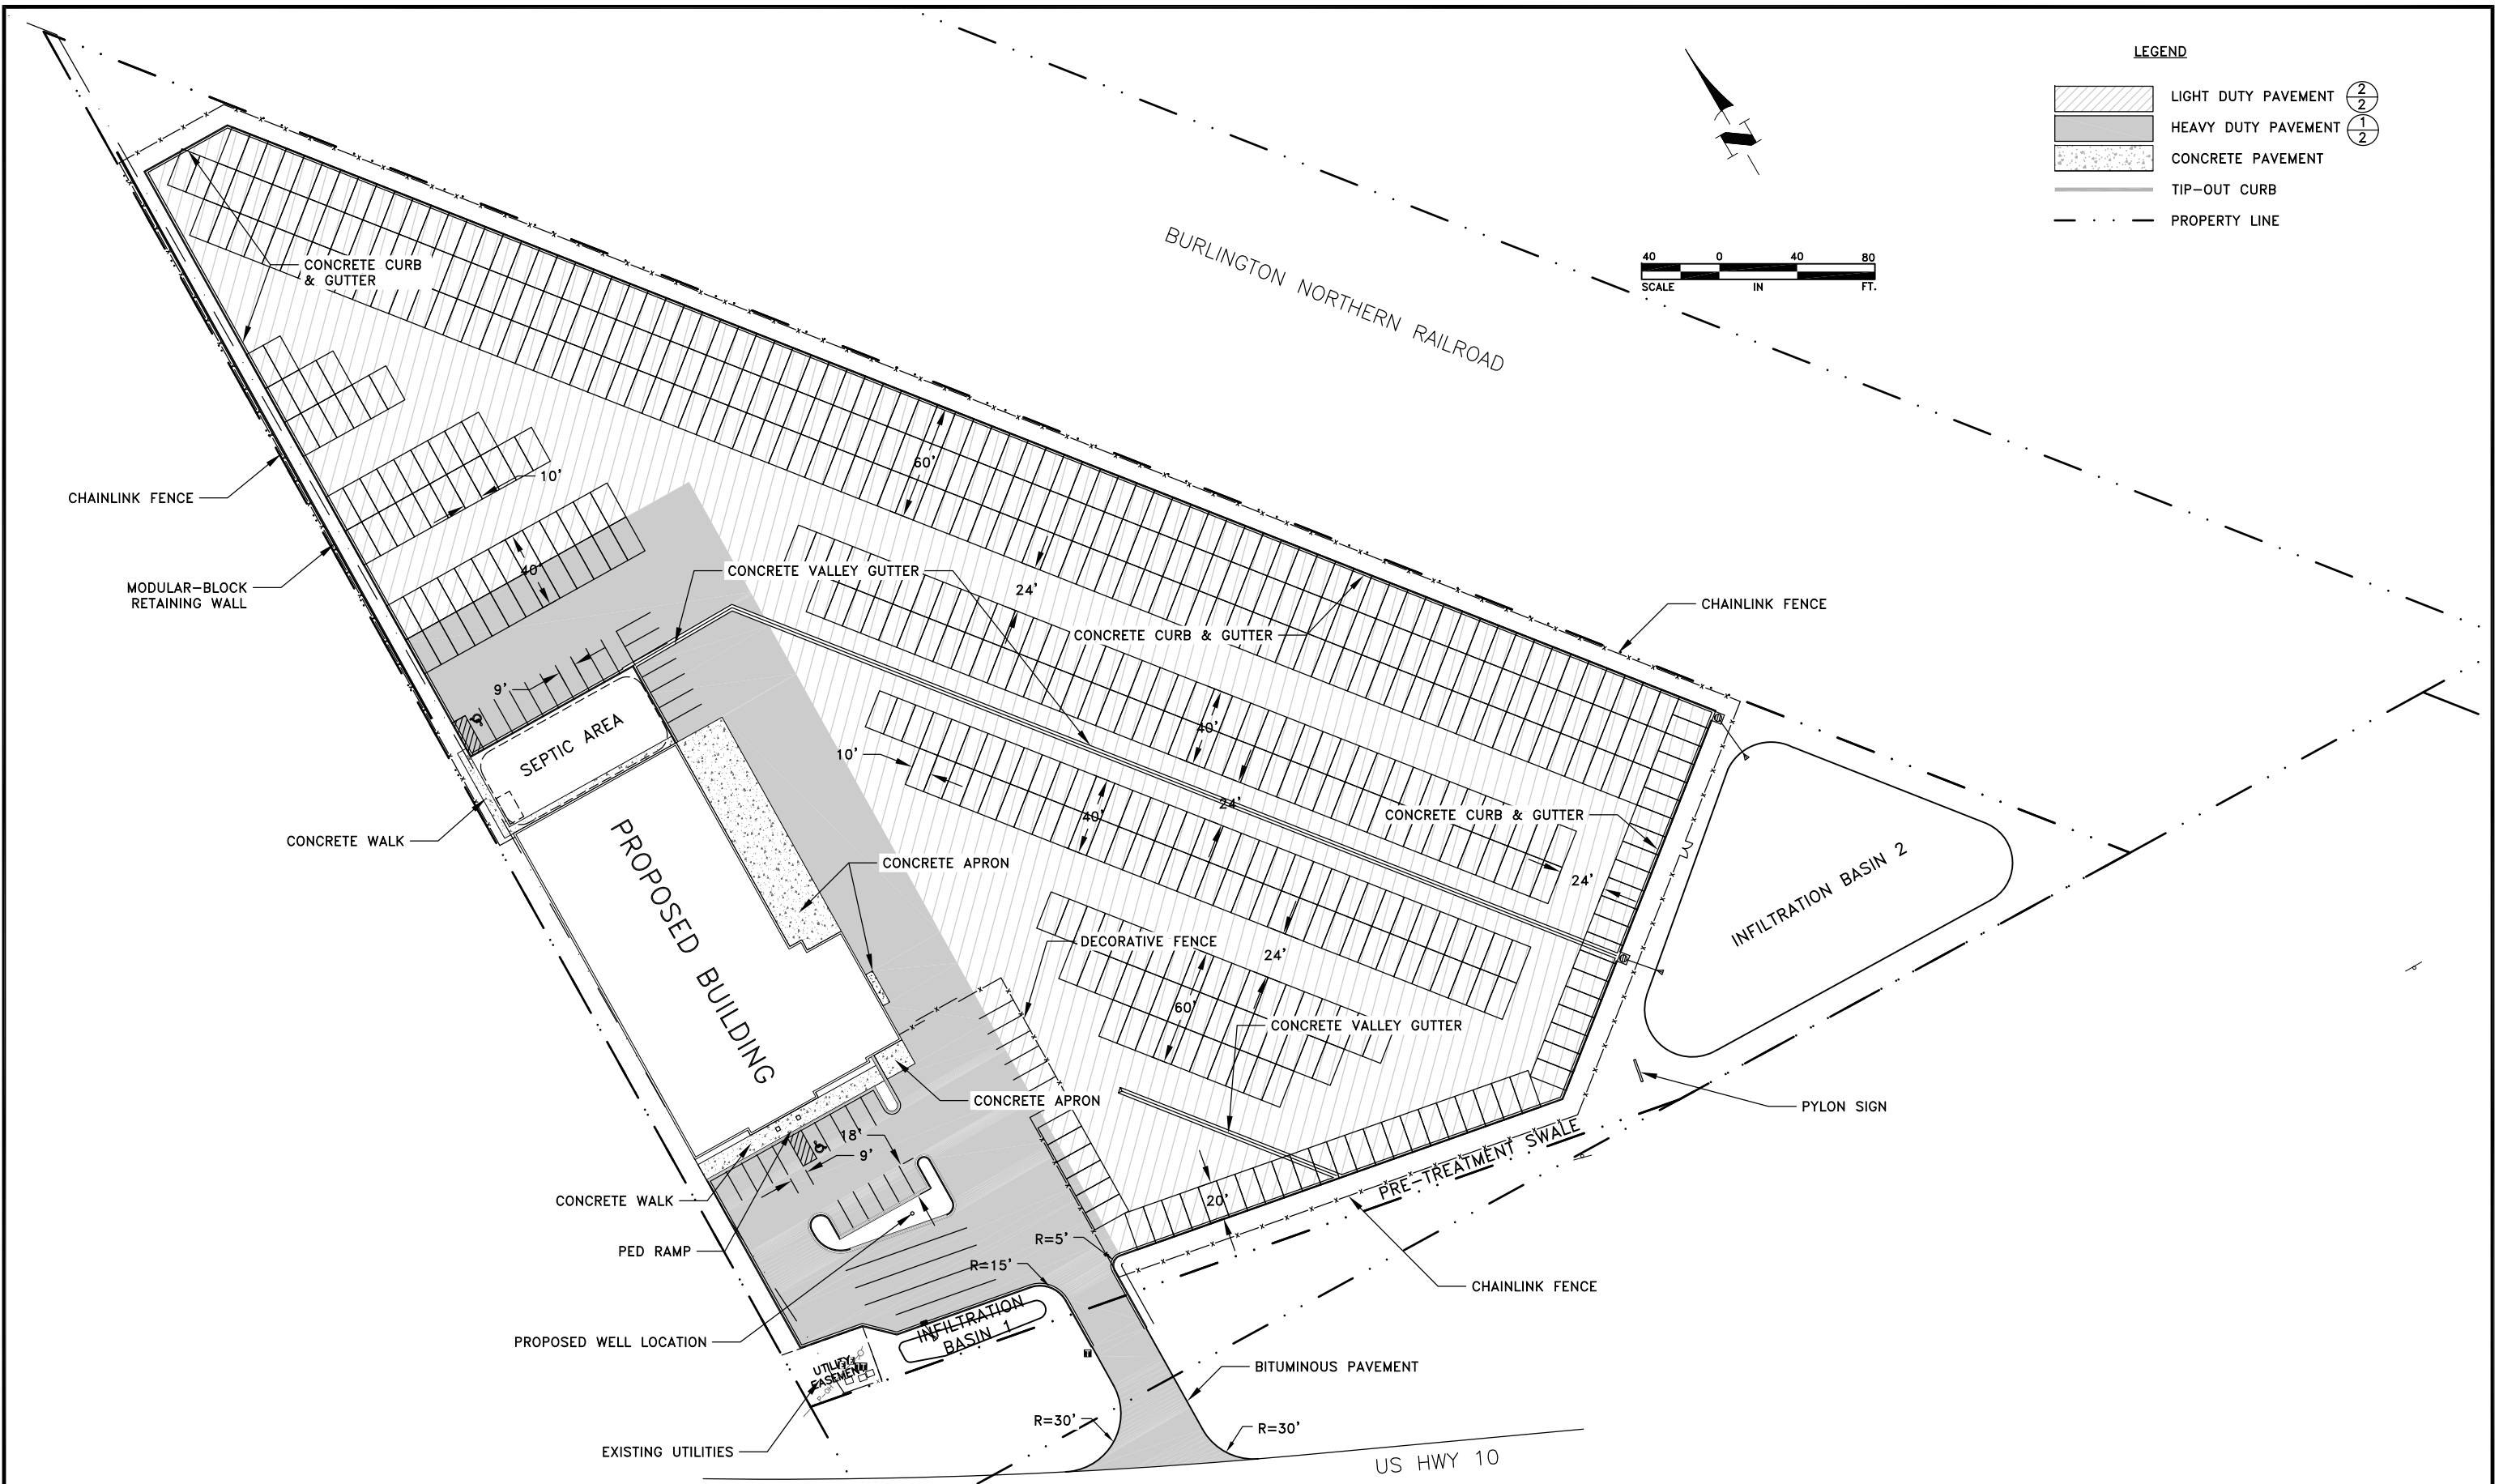 LEGEND
LIGHT DUTY PAVEMENT
2
2
HEAVY DUTY PAVEMENT
1
2
CONCRETE PAVEMENT
TIP-OUT CURB
PROPERTY LINE
N
40 0 40 80
SCALE IN FT.
BURLINGTON NORTHERN RAILROAD
CONCRETE CURB
& GUTTER
CHAINLINK FENCE
10'
60'
MODULAR-BLOCK
RETAINING WALL
40'
CONCRETE VALLEY GUTTER
24'
CHAINLINK FENCE
CONCRETE CURB & GUTTER
9'
SEPTIC AREA
40'
10'
24'
40'
CONCRETE CURB & GUTTER
CONCRETE WALK
PROPOSED BUILDING
CONCRETE APRON
24'
INFILTRATION BASIN 2
DECORATIVE FENCE
24'
60'
CONCRETE VALLEY GUTTER
CONCRETE APRON
PYLON SIGN
18'
9'
PRE-TREATMENT SWALE
CONCRETE WALK
20'
PED RAMP
R=5'
R=15'
CHAINLINK FENCE
INFILTRATION
BASIN 1
PROPOSED WELL LOCATION
UTILITY
EASEMENT
T
BITUMINOUS PAVEMENT
R=30'
R=30'
EXISTING UTILITIES
US HWY 10